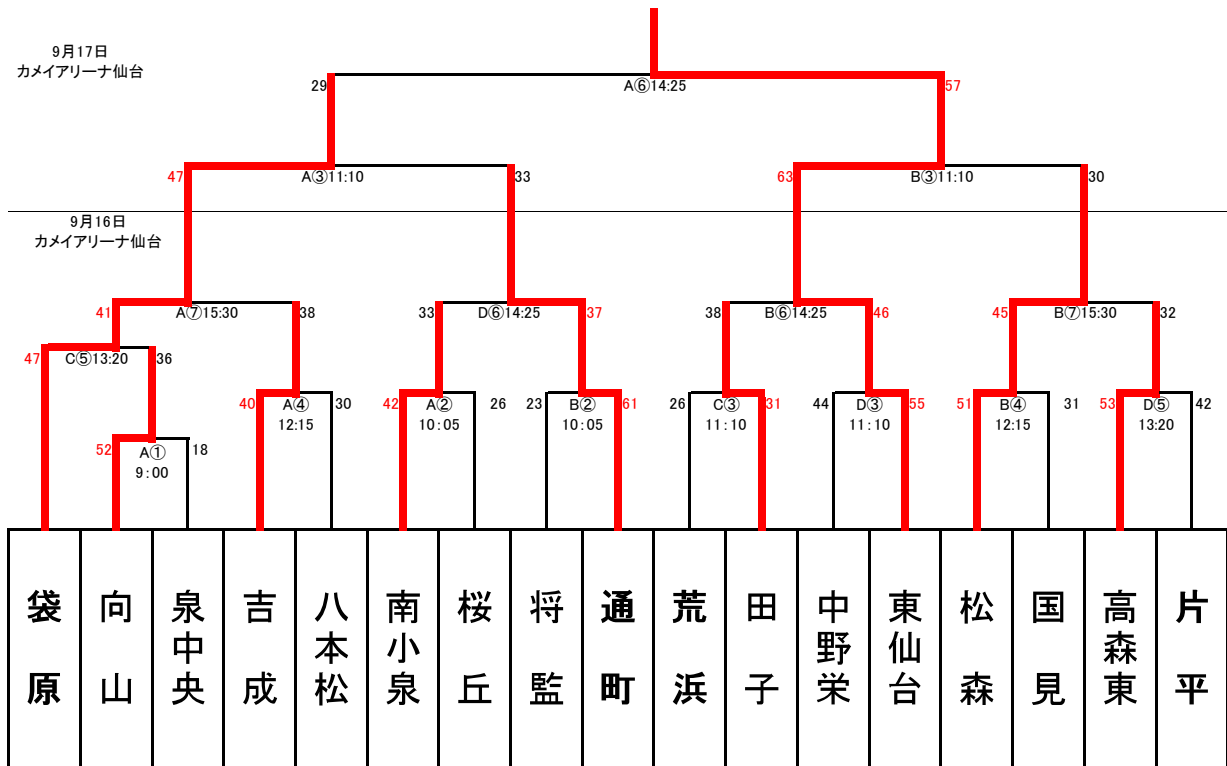 9月17日
カメイアリーナ仙台
29
A⑥14:25
57
47
A③11:10
33
63
B③11:10
30
9月16日
カメイアリーナ仙台
41
A⑦15:30
38
33
D⑥14:25
37
38
B⑥14:25
46
45
B⑦15:30
32
47
C⑤13:20
36
40
A④
12:15
30
42
A②
10:05
26
23
B②
10:05
61
26
C③
11:10
31
44
D③
11:10
55
51
B④
12:15
31
53
D⑤
13:20
42
52
A①
9:00
18
袋原
向山
泉中央
吉成
八本松
南小泉
桜丘
将監
通町
荒浜
田子
中野栄
東仙台
松森
国見
高森東
片平